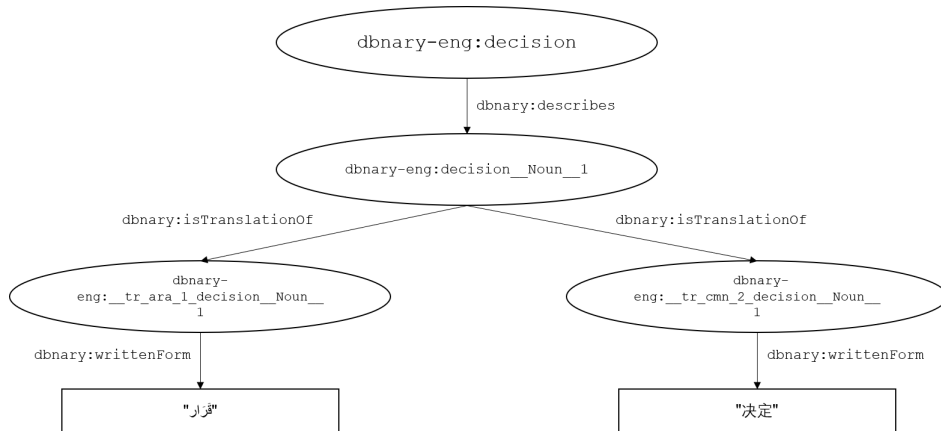 dbnary-eng:decision
dbnary:describes
dbnary-eng:decision__Noun__1
dbnary:isTranslationOf
dbnary:isTranslationOf
dbnary-
eng:__tr_ara_1_decision__Noun__
1
dbnary-
eng:__tr_cmn_2_decision__Noun__
1
dbnary:writtenForm
dbnary:writtenForm
"قَرَار"
"决定"